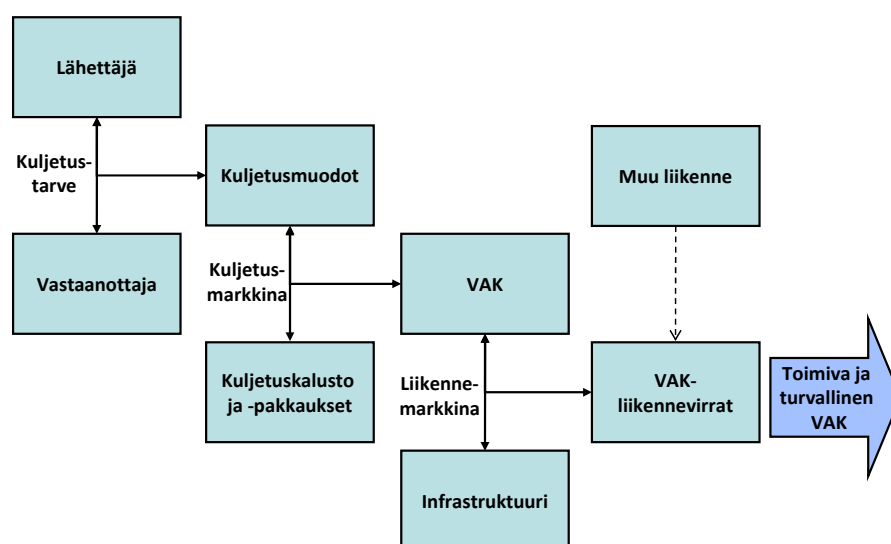 Lähettäjä
Kuljetus-
tarve
Kuljetusmuodot
Muu liikenne
Vastaanottaja
Kuljetus-
markkina
VAK
Kuljetuskalusto
ja -pakkaukset
Liikenne-
markkina
VAK-
liikennevirrat
Toimiva ja
turvallinen
VAK
Infrastruktuuri